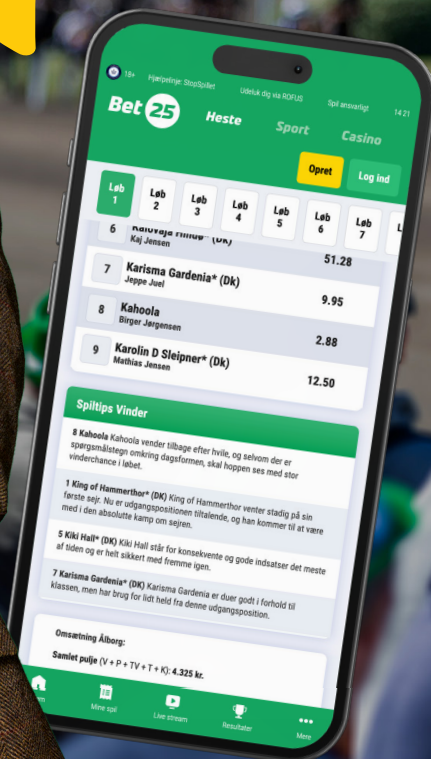 18+ Hjælpelinje: StopSpillet Udeluk dig via ROFUS Spil ansvarligt 14 21
Bet 25 Heste Sport Casino
Opret Log ind
Løb 1
Løb 2
Løb 3
Løb 4
Løb 5
Løb 6
Løb 7
6
Kaj Jensen
51.28
7 Karisma Gardenia* (Dk)
Jeppe Juel
9.95
8 Kahoola
Birger Jørgensen
2.88
9 Karolin D Sleipner* (Dk)
Mathias Jensen
12.50
Spiltips Vinder
8 Kahoola Kahoola vender tilbage efter hvile, og selvom der er
spørgsmålstegn omkring dagsformen, skal hoppen ses med stor
vinderchance i løbet.
1 King of Hammerthor* (DK) King of Hammerthor venter stadig på sin
første sejr. Nu er udgangspositionen tiltalende, og han kommer til at være
med i den absolutte kamp om sejren.
5 Kiki Hall* (DK) Kiki Hall står for konsekvente og gode indsatser det meste
af tiden og er helt sikkert med fremme igen.
7 Karisma Gardenia* (DK) Karisma Gardenia er duer godt i forhold til
klassen, men har brug for lidt held fra denne udgangsposition.
Omsætning Ålborg:
Samlet pulje (V + P + TV + T + K): 4.325 kr.
Mine spil
Live stream
Resultater
Mere